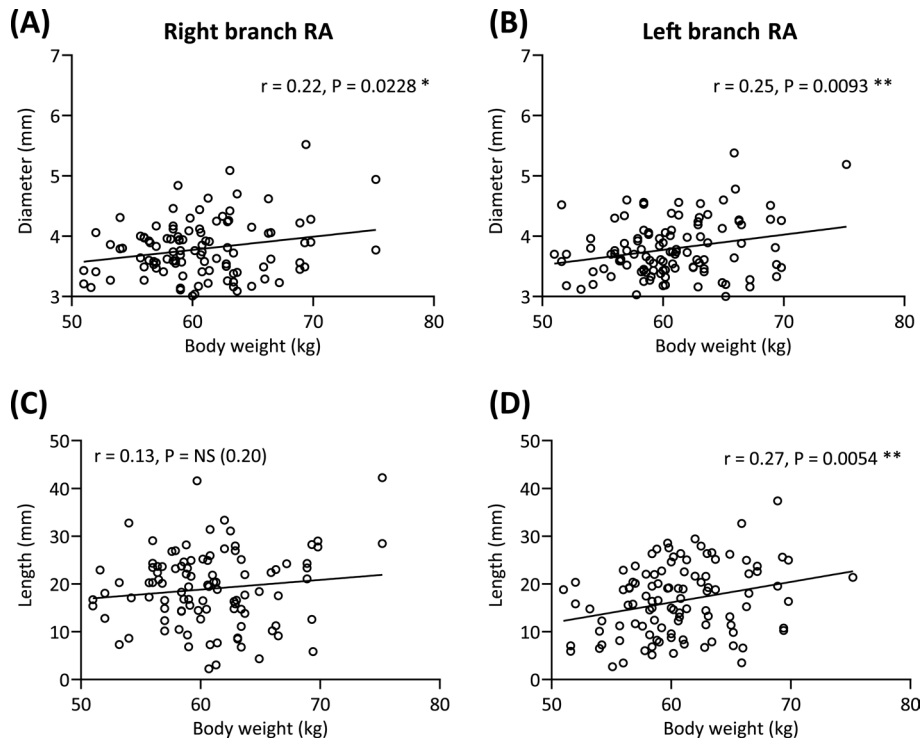 (A)
Right branch RA
7
6
5
4
3
Diameter (mm)
r = 0.22, P = 0.0228 *
50
60
70
80
Body weight (kg)
(B)
Left branch RA
7
6
5
4
3
Diameter (mm)
r = 0.25, P = 0.0093 **
50
60
70
80
Body weight (kg)
(C)
50
40
30
20
10
0
Length (mm)
r = 0.13, P = NS (0.20)
50
60
70
80
Body weight (kg)
(D)
50
40
30
20
10
0
Length (mm)
r = 0.27, P = 0.0054 **
50
60
70
80
Body weight (kg)